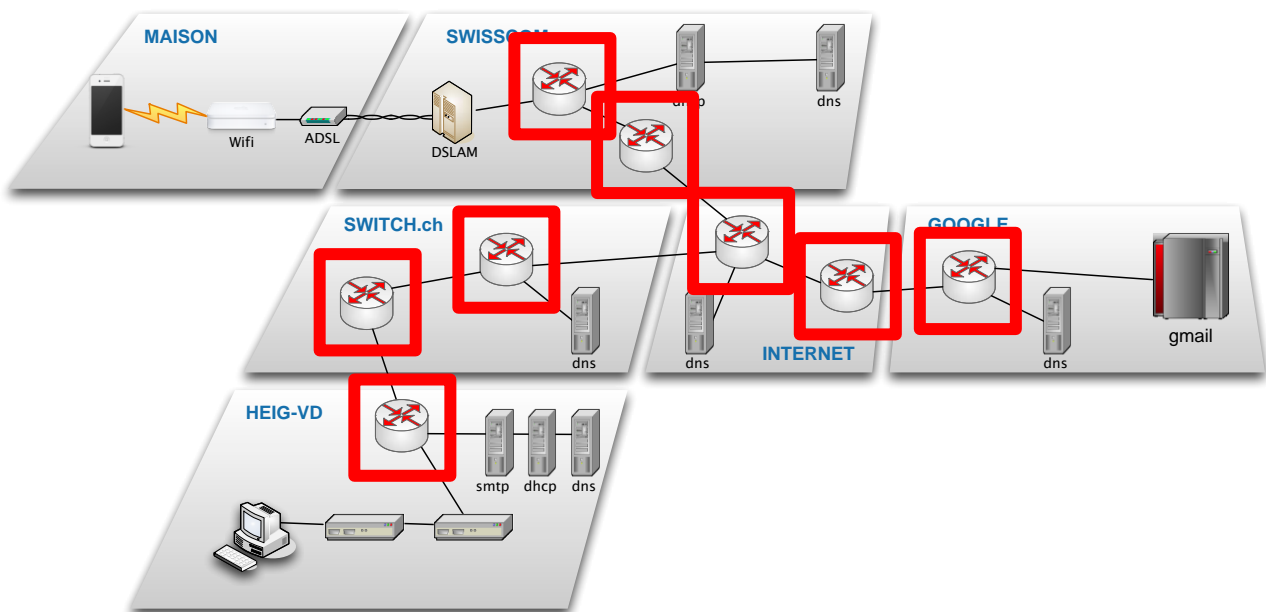 MAISON
SWISSCOM
Wifi
ADSL
DSLAM
dns
SWITCH.ch
GOOGLE
dns
dns
INTERNET
dns
gmail
HEIG-VD
smtp
dhcp
dns